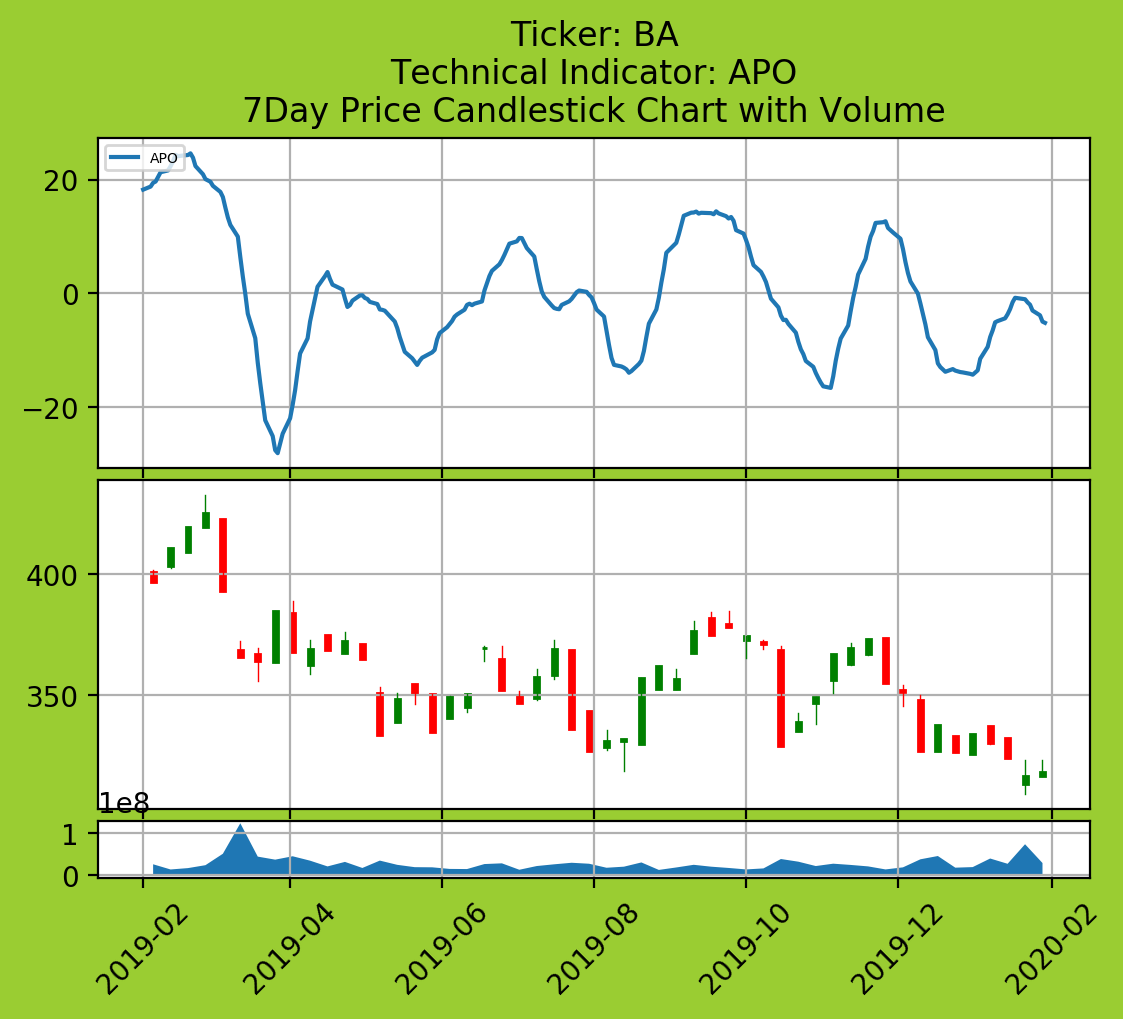 Ticker: BA
Technical Indicator: APO
7Day Price Candlestick Chart with Volume
APO
20
0
−20
400
350
1e8
1
0
2019-02
2019-04
2019-06
2019-08
2019-10
2019-12
2020-02